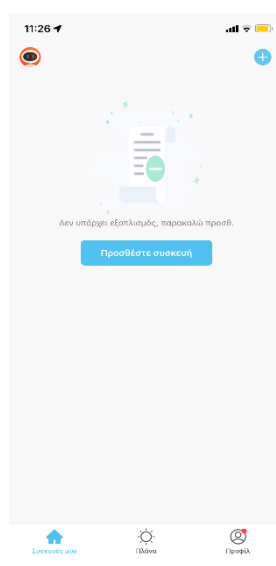 11:26
Δεν υπάρχει εξοπλισμός, παρακαλώ προσθ.
Προσθέστε συσκευή
Συσκευές μου
Πλάνα
Προφίλ